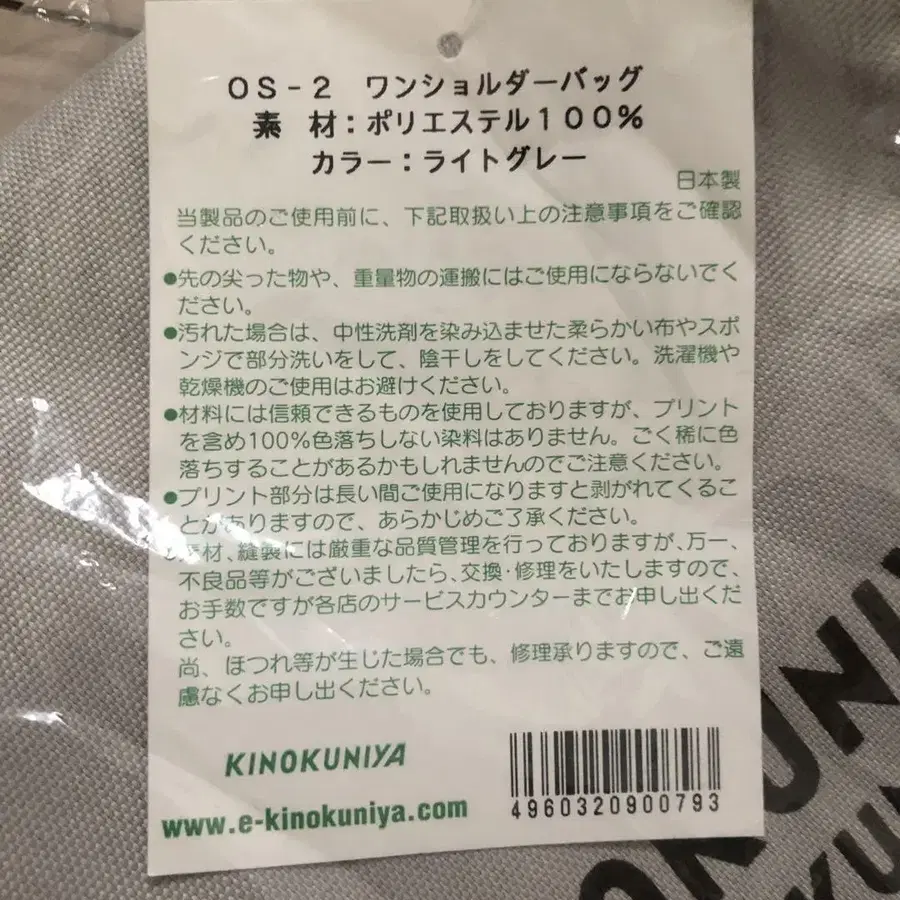 OS-2 ワンショルダーバッグ
素 材：ポリエステル100%
カラー：ライトグレー
日本製
当製品のご使用前に、下記取扱い上の注意事項をご確認
ください。
●先の尖った物や、重量物の運搬にはご使用にならないでく
ださい。
●汚れた場合は、中性洗剤を染み込ませた柔らかい布やスポ
ンジで部分洗いをして、陰干しをしてください。洗濯機や
乾燥機のご使用はお避けください。
●材料には信頼できるものを使用しておりますが、プリント
を含め100%色落ちしない染料はありません。ごく稀に色
落ちすることがあるかもしれませんのでご注意ください。
●プリント部分は長い間ご使用になりますと剥がれてくるこ
とがありますので、あらかじめご了承ください。
●素材、縫製には厳重な品質管理を行っておりますが、万一、
不良品等がございましたら、交換・修理をいたしますので、
お手数ですが各店のサービスカウンターまでお申し出くだ
さい。
尚、ほつれ等が生じた場合でも、修理承りますので、ご遠
慮なくお申し出ください。
KINOKUNIYA
www.e-kinokuniya.com
4960320900793